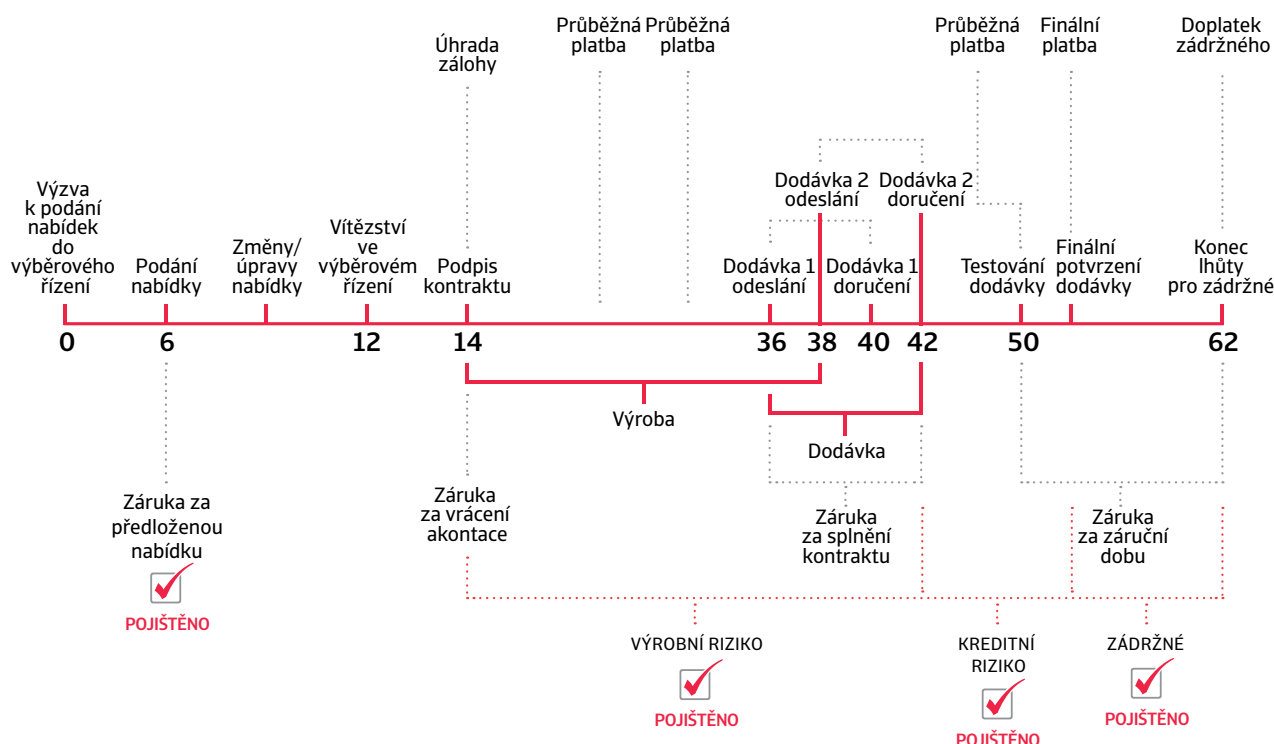 Úhrada
zálohy
Průběžná
platba
Průběžná
platba
Průběžná
platba
Finální
platba
Doplatek
zádržného
Výzva
k podání
nabídek
do
výběrového
řízení
Podání
nabídky
Změny/
úpravy
nabídky
Vítězství
ve
výběrovém
řízení
Podpis
kontraktu
Dodávka 1
odeslání
Dodávka 2
odeslání
Dodávka 1
doručení
Dodávka 2
doručení
Testování
dodávky
Finální
potvrzení
dodávky
Konec
lhůty
pro zádržné
0 6 12 14 36 38 40 42 50 62
Výroba
Dodávka
Záruka za
předloženou
nabídku
POJIŠTĚNO
Záruka
za vrácení
akontace
Záruka
za splnění
kontraktu
Záruka
za záruční
dobu
VÝROBNÍ RIZIKO
POJIŠTĚNO
KREDITNÍ
RIZIKO
POJIŠTĚNO
ZÁDRŽNÉ
POJIŠTĚNO